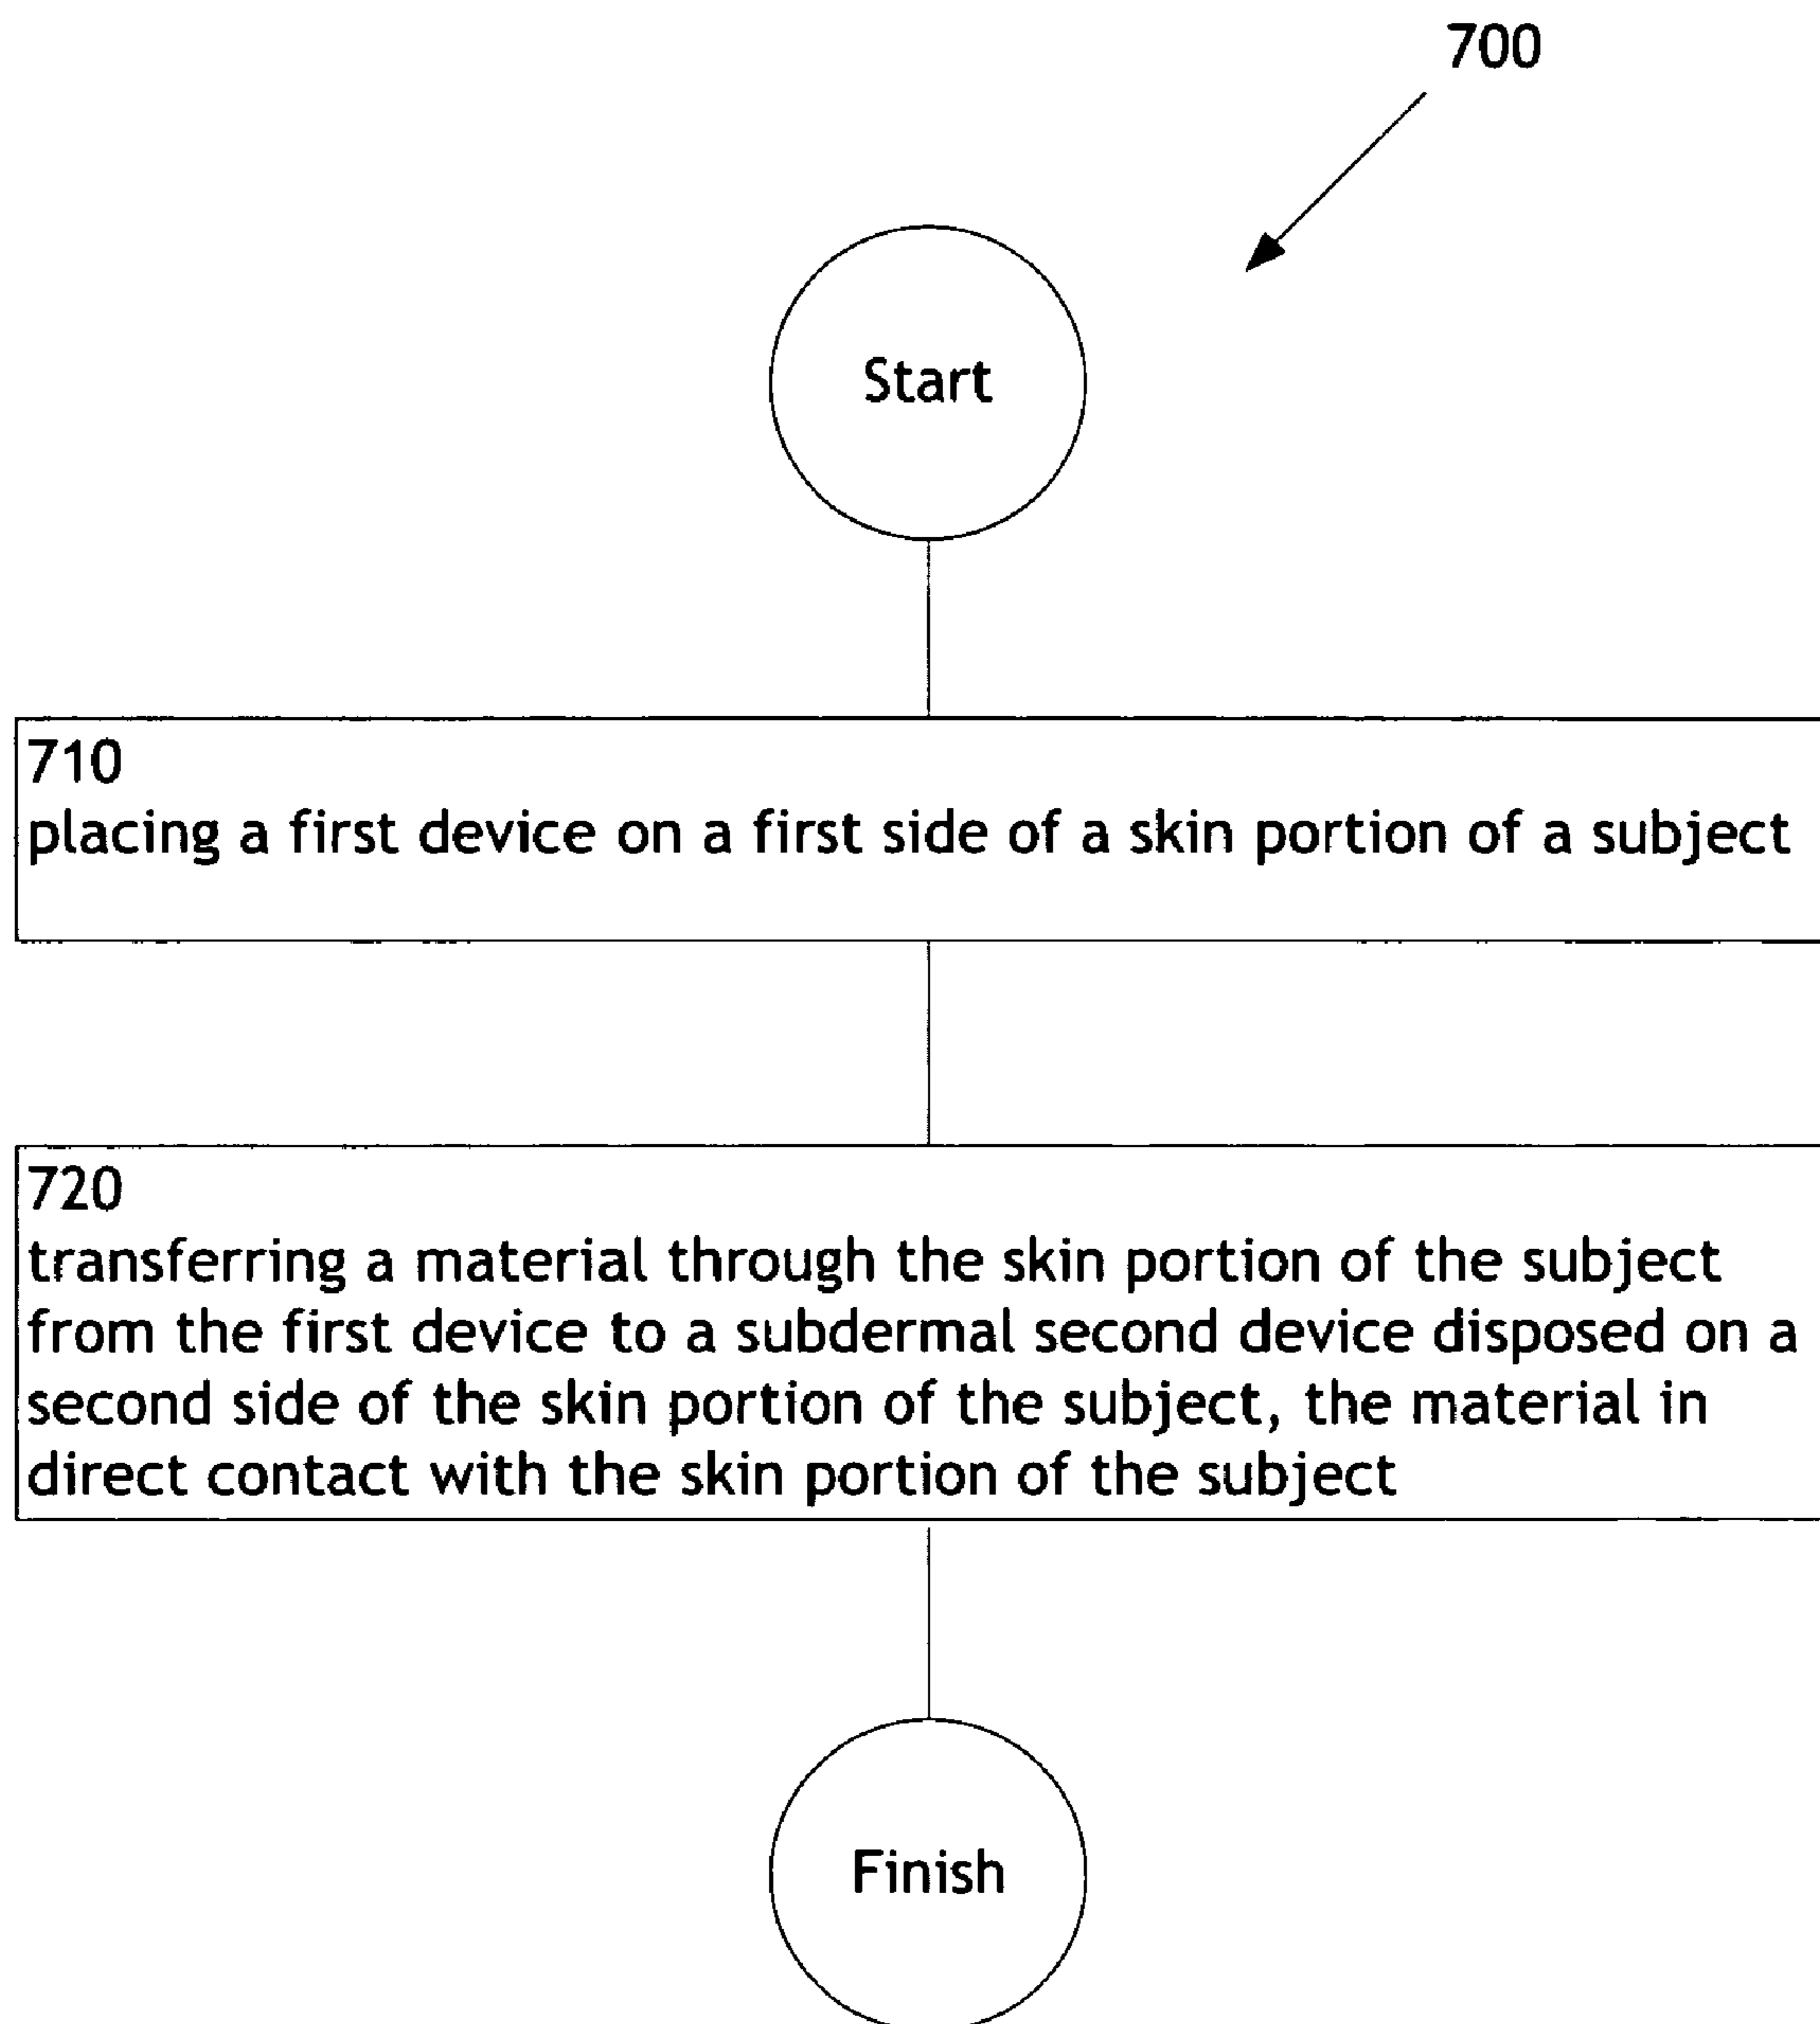 700
Start
710
placing a first device on a first side of a skin portion of a subject
720
transferring a material through the skin portion of the subject
from the first device to a subdermal second device disposed on a
second side of the skin portion of the subject, the material in
direct contact with the skin portion of the subject
Finish